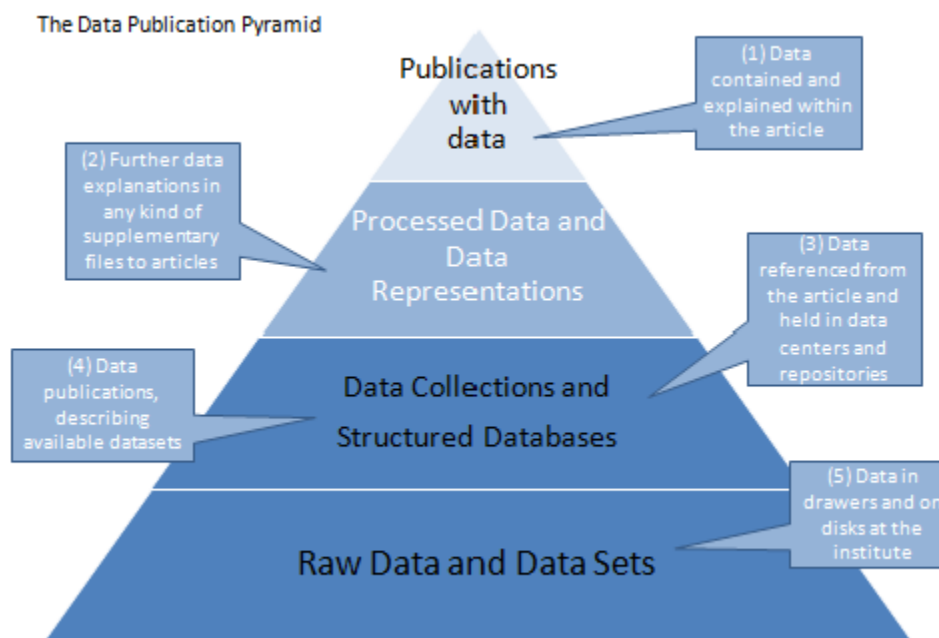 The Data Publication Pyramid
Publications
with
data
(1) Data
contained and
explained within
the article
(2) Further data
explanations in
any kind of
supplementary
files to articles
Processed Data and
Data
Representations
(3) Data
referenced from
the article and
held in data
centers and
repositories
(4) Data
publications,
describing
available datasets
Data Collections and
Structured Databases
(5) Data in
drawers and on
disks at the
institute
Raw Data and Data Sets